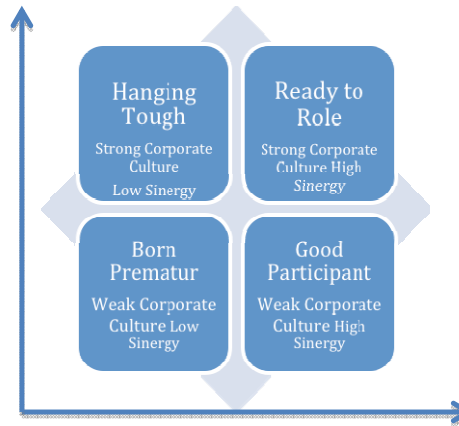 Hanging
Tough
Strong Corporate
Culture
Low Sinergy
Ready to
Role
Strong Corporate
Culture High
Sinergy
Born
Prematur
Weak Corporate
Culture Low
Sinergy
Good
Participant
Weak Corporate
Culture High
Sinergy